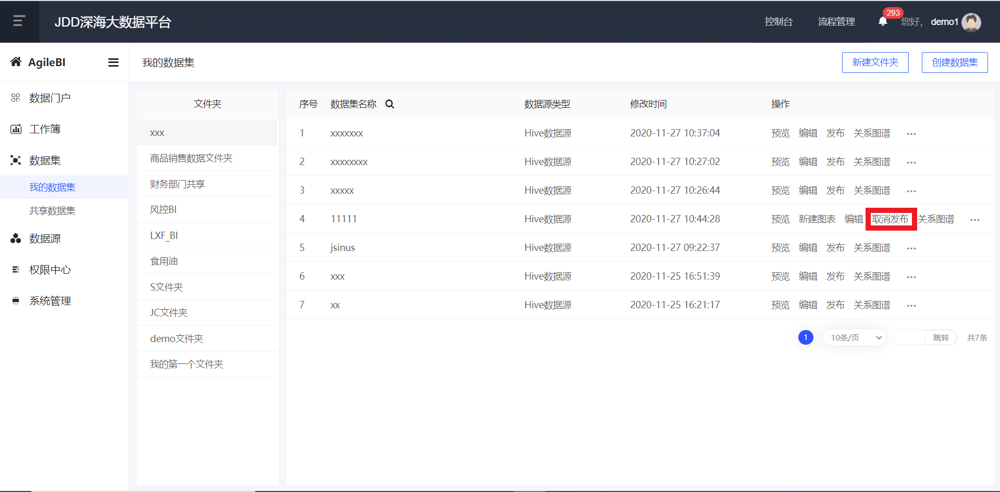 JDD深海大数据平台
控制台 流程管理 293 您好, demo1
AgileBI
我的数据集
新建文件夹 创建数据集
数据门户
工作簿
数据集
我的数据集
共享数据集
数据源
权限中心
系统管理
文件夹
xxx
商品销售数据文件夹
财务部门共享
风控BI
LXF_BI
食用油
S文件夹
JC文件夹
demo文件夹
我的第一个文件夹
序号 数据集名称 数据源类型 修改时间 操作
1 xxxxxxx Hive数据源 2020-11-27 10:37:04 预览 编辑 发布 关系图谱 ...
2 xxxxxxxx Hive数据源 2020-11-27 10:27:02 预览 编辑 发布 关系图谱 ...
3 xxxxx Hive数据源 2020-11-27 10:26:44 预览 编辑 发布 关系图谱 ...
4 11111 Hive数据源 2020-11-27 10:44:28 预览 新建图表 编辑 取消发布 关系图谱 ...
5 jsinus Hive数据源 2020-11-27 09:22:37 预览 编辑 发布 关系图谱 ...
6 xxx Hive数据源 2020-11-25 16:51:39 预览 编辑 发布 关系图谱 ...
7 xx Hive数据源 2020-11-25 16:21:17 预览 编辑 发布 关系图谱 ...
1 10条/页 跳转 共7条